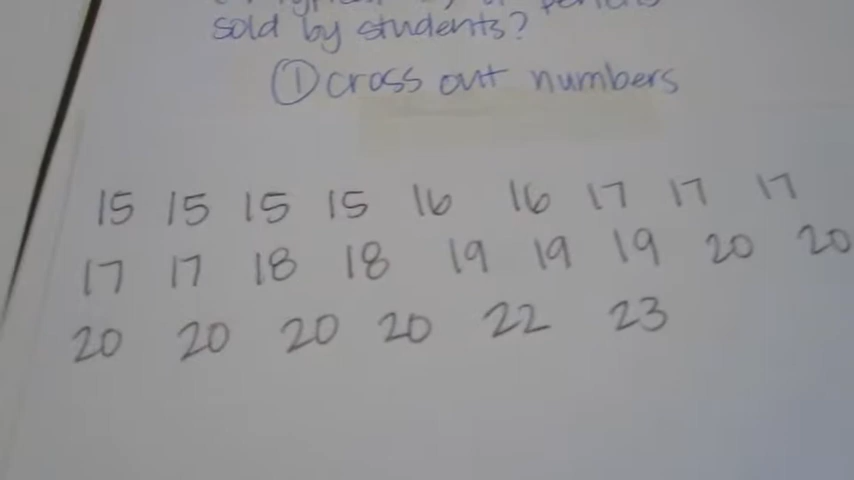 sold by students?
① cross out numbers
15 15 15 15 16 16 17 17 17
17 17 18 18 19 19 19 20 20
20 20 20 20 22 23